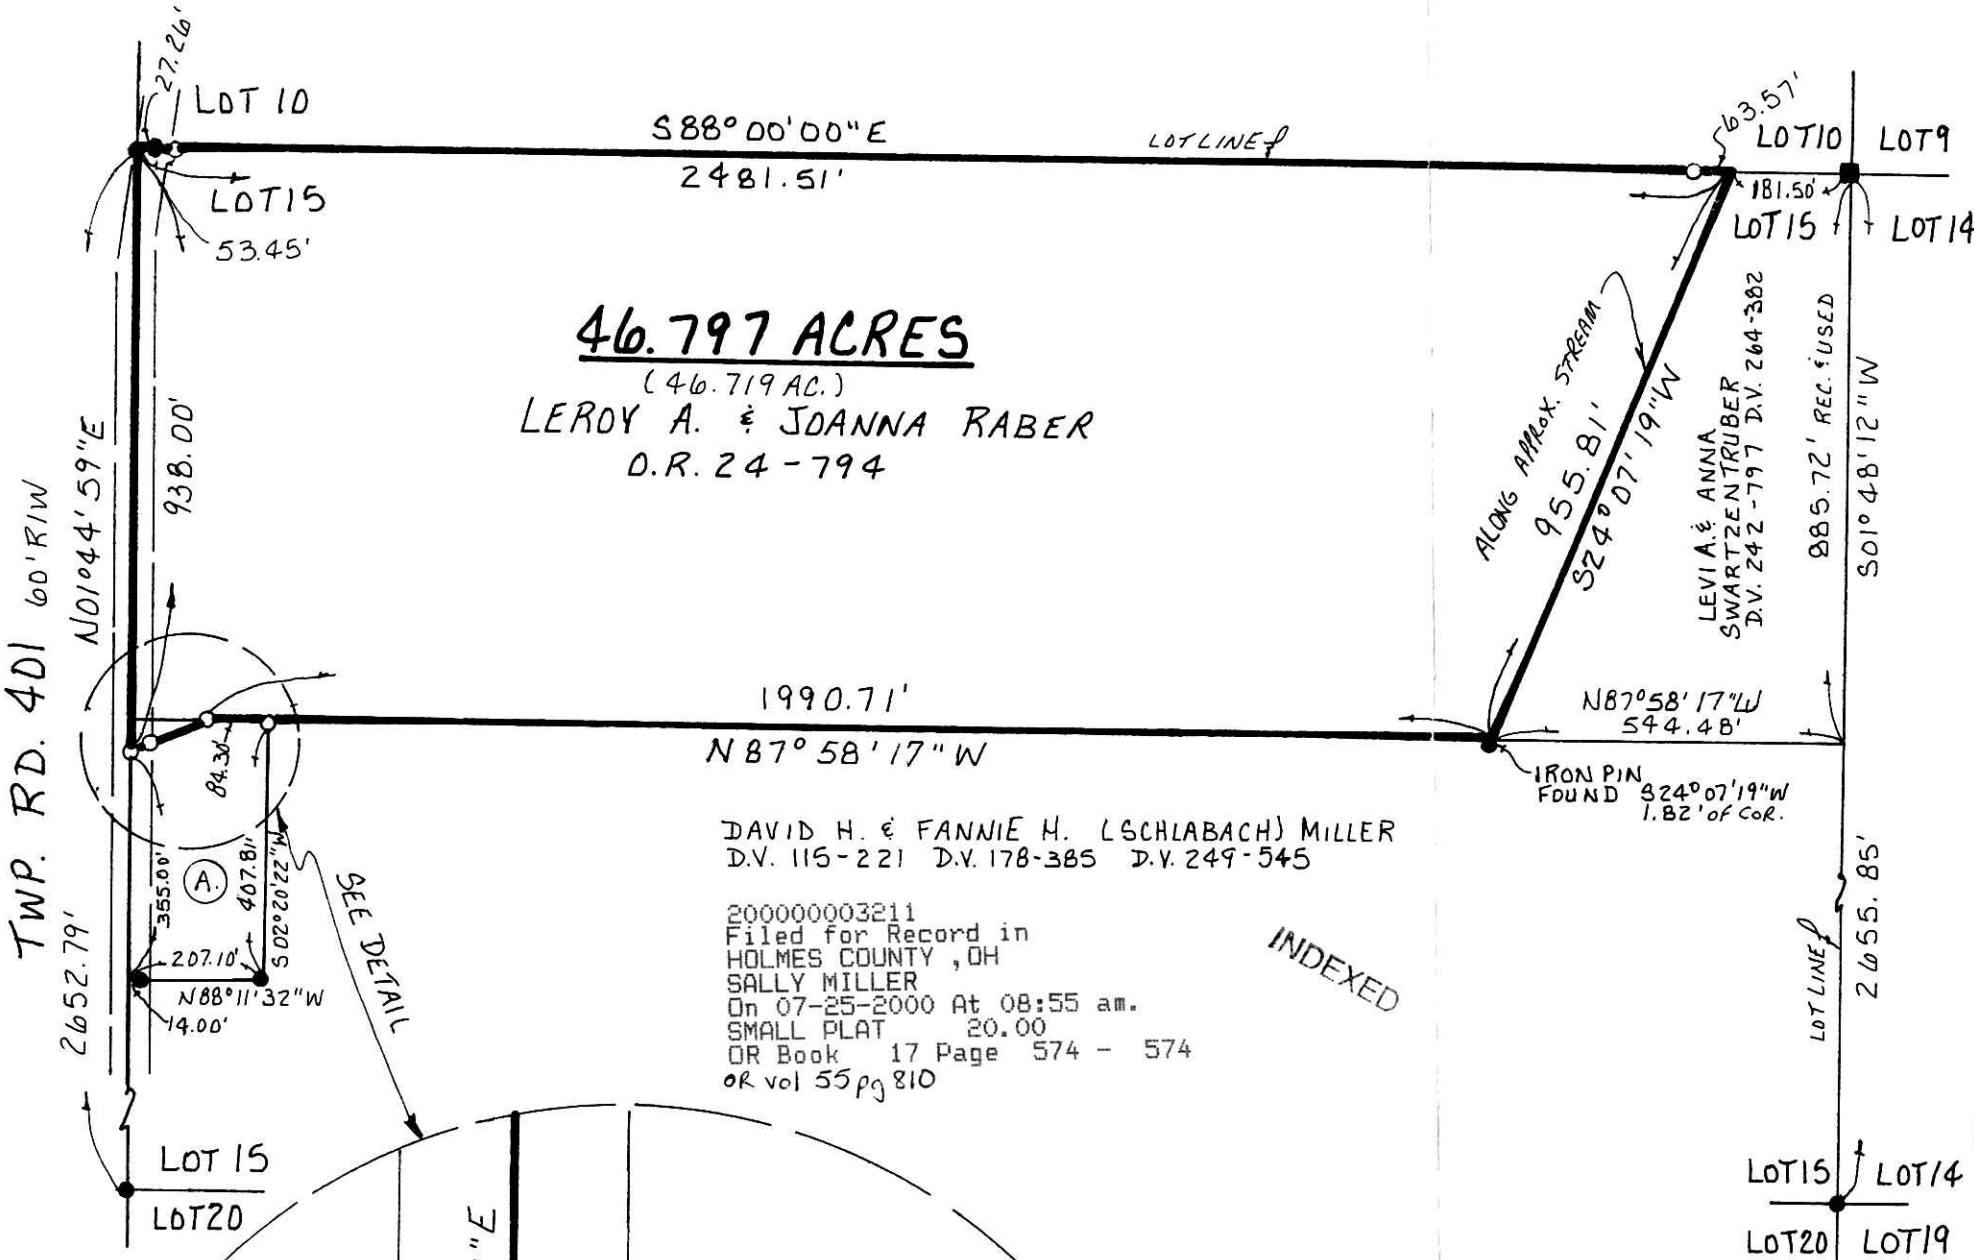 27.26'
LOT 10
S88°00'00"E
2481.51'
LOT LINE
63.57'
LOT10
LOT9
181.50'
LOT15
LOT14
LOT15
53.45'
46.797 ACRES
(46.719 AC.)
LEROY A. & JOANNA RABER
O.R. 24-794
TWP. RD. 401 60' R/W
N01°44'59"E
938.00'
ALONG APPROX. STREAM
955.81'
S24°07'19"W
LEVI A. & ANNA
SWARTZENTRUBER
D.V. 242-797 D.V. 264-382
885.72' REC. & USED
S01°48'12"W
1990.71'
N87°58'17"W
N87°58'17"W
544.48'
IRON PIN
FOUND S24°07'19"W
1.82' OF COR.
84.30'
355.00'
A.
407.81'
S02°02'22"W
207.10'
N88°11'32"W
14.00'
SEE DETAIL
2652.79'
DAVID H. & FANNIE H. (SCHLABACH) MILLER
D.V. 115-221 D.V. 178-385 D.V. 249-545
200000003211
Filed for Record in
HOLMES COUNTY ,OH
SALLY MILLER
On 07-25-2000 At 08:55 am.
SMALL PLAT 20.00
OR Book 17 Page 574 - 574
OR vol 55 pg 810
INDEXED
LOT LINE
2655.85'
LOT 15
LOT20
"E
LOT15
LOT14
LOT20
LOT19